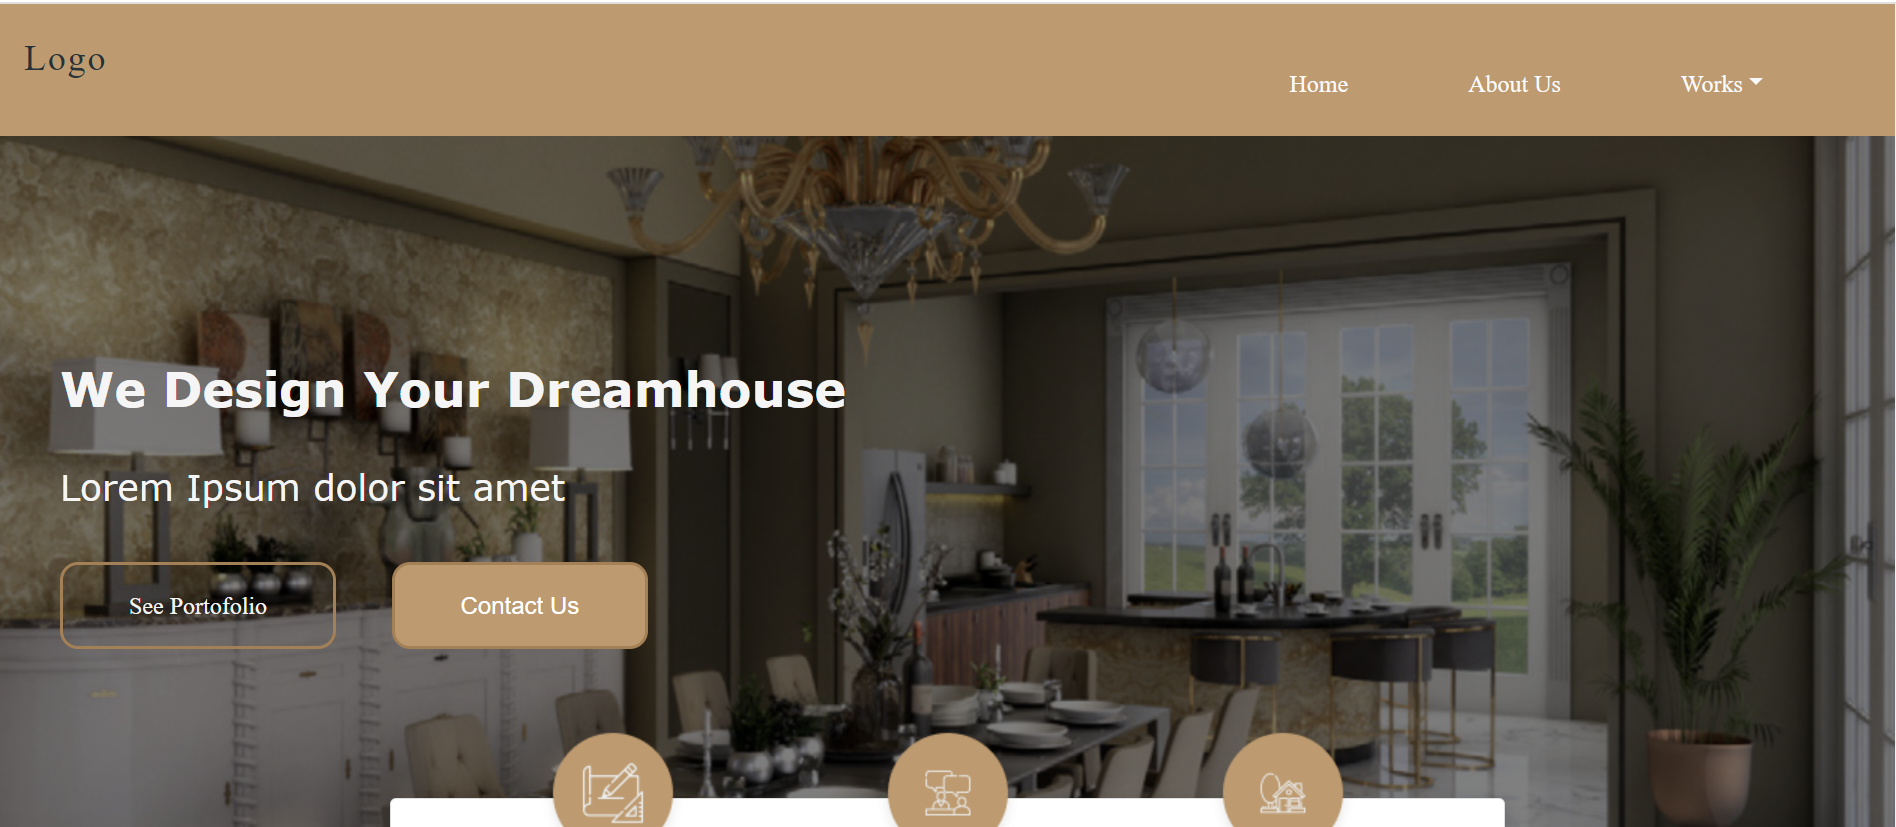 Logo
Home
About Us
Works
We Design Your Dreamhouse
Lorem Ipsum dolor sit amet
See Portofolio
Contact Us